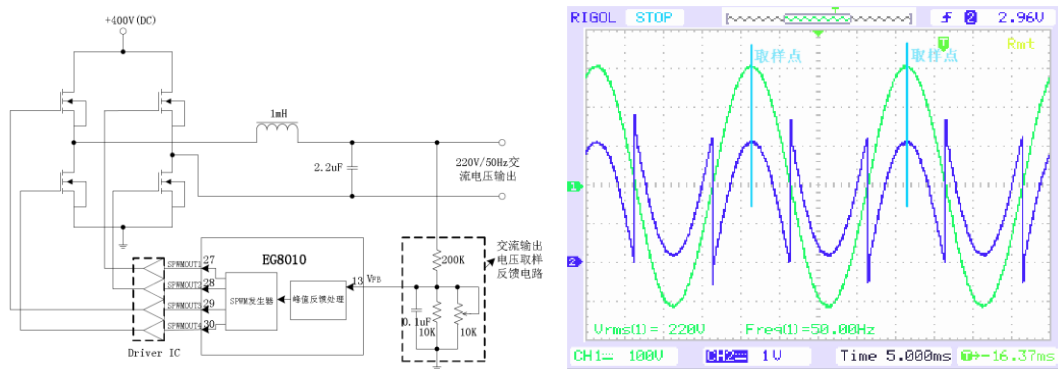 +400V(DC)
1mH
2.2uF
220V/50Hz交
流电压输出
EG8010
SPWMOUT1 27
SPWMOUT2 28
SPWMOUT3 29
SPWMOUT4 30
SPWM发生器
峰值反馈处理
13 VFB
200K
0.1uF
10K
10K
交流输出
电压取样
反馈电路
Driver IC
RIGOL STOP
2 2.96V
Rmt
取样点
取样点
T
1
2
Vrms(1)= 220V Freq(1)=50.00Hz
CH1 100V CH2 1V Time 5.000ms T→-16.37ms